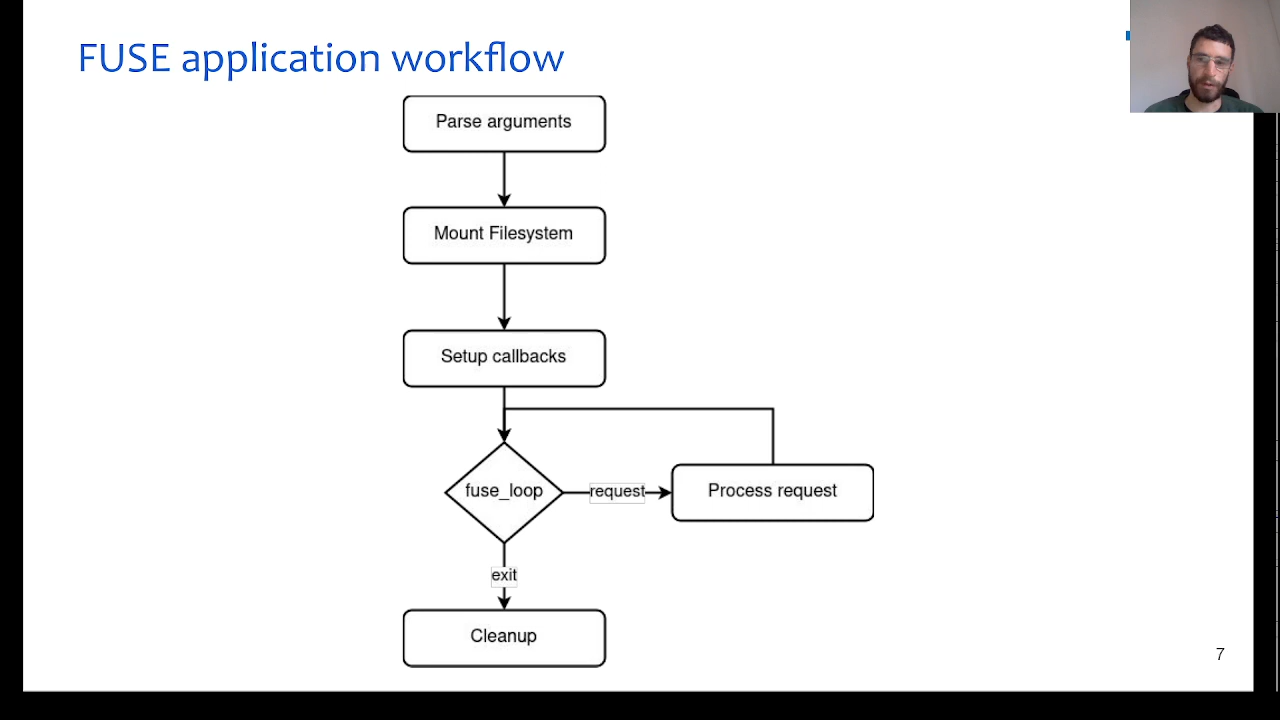 FUSE application workflow
Parse arguments
Mount Filesystem
Setup callbacks
fuse_loop
request
Process request
exit
Cleanup
7